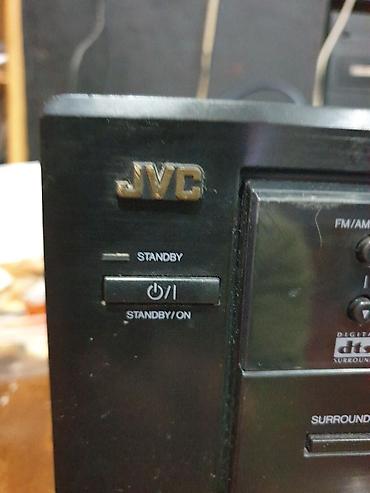 JVC
STANDBY
⏻/I
STANDBY/ON
FM/AM
DIGITAL
dts
SURROUND
SURROUND